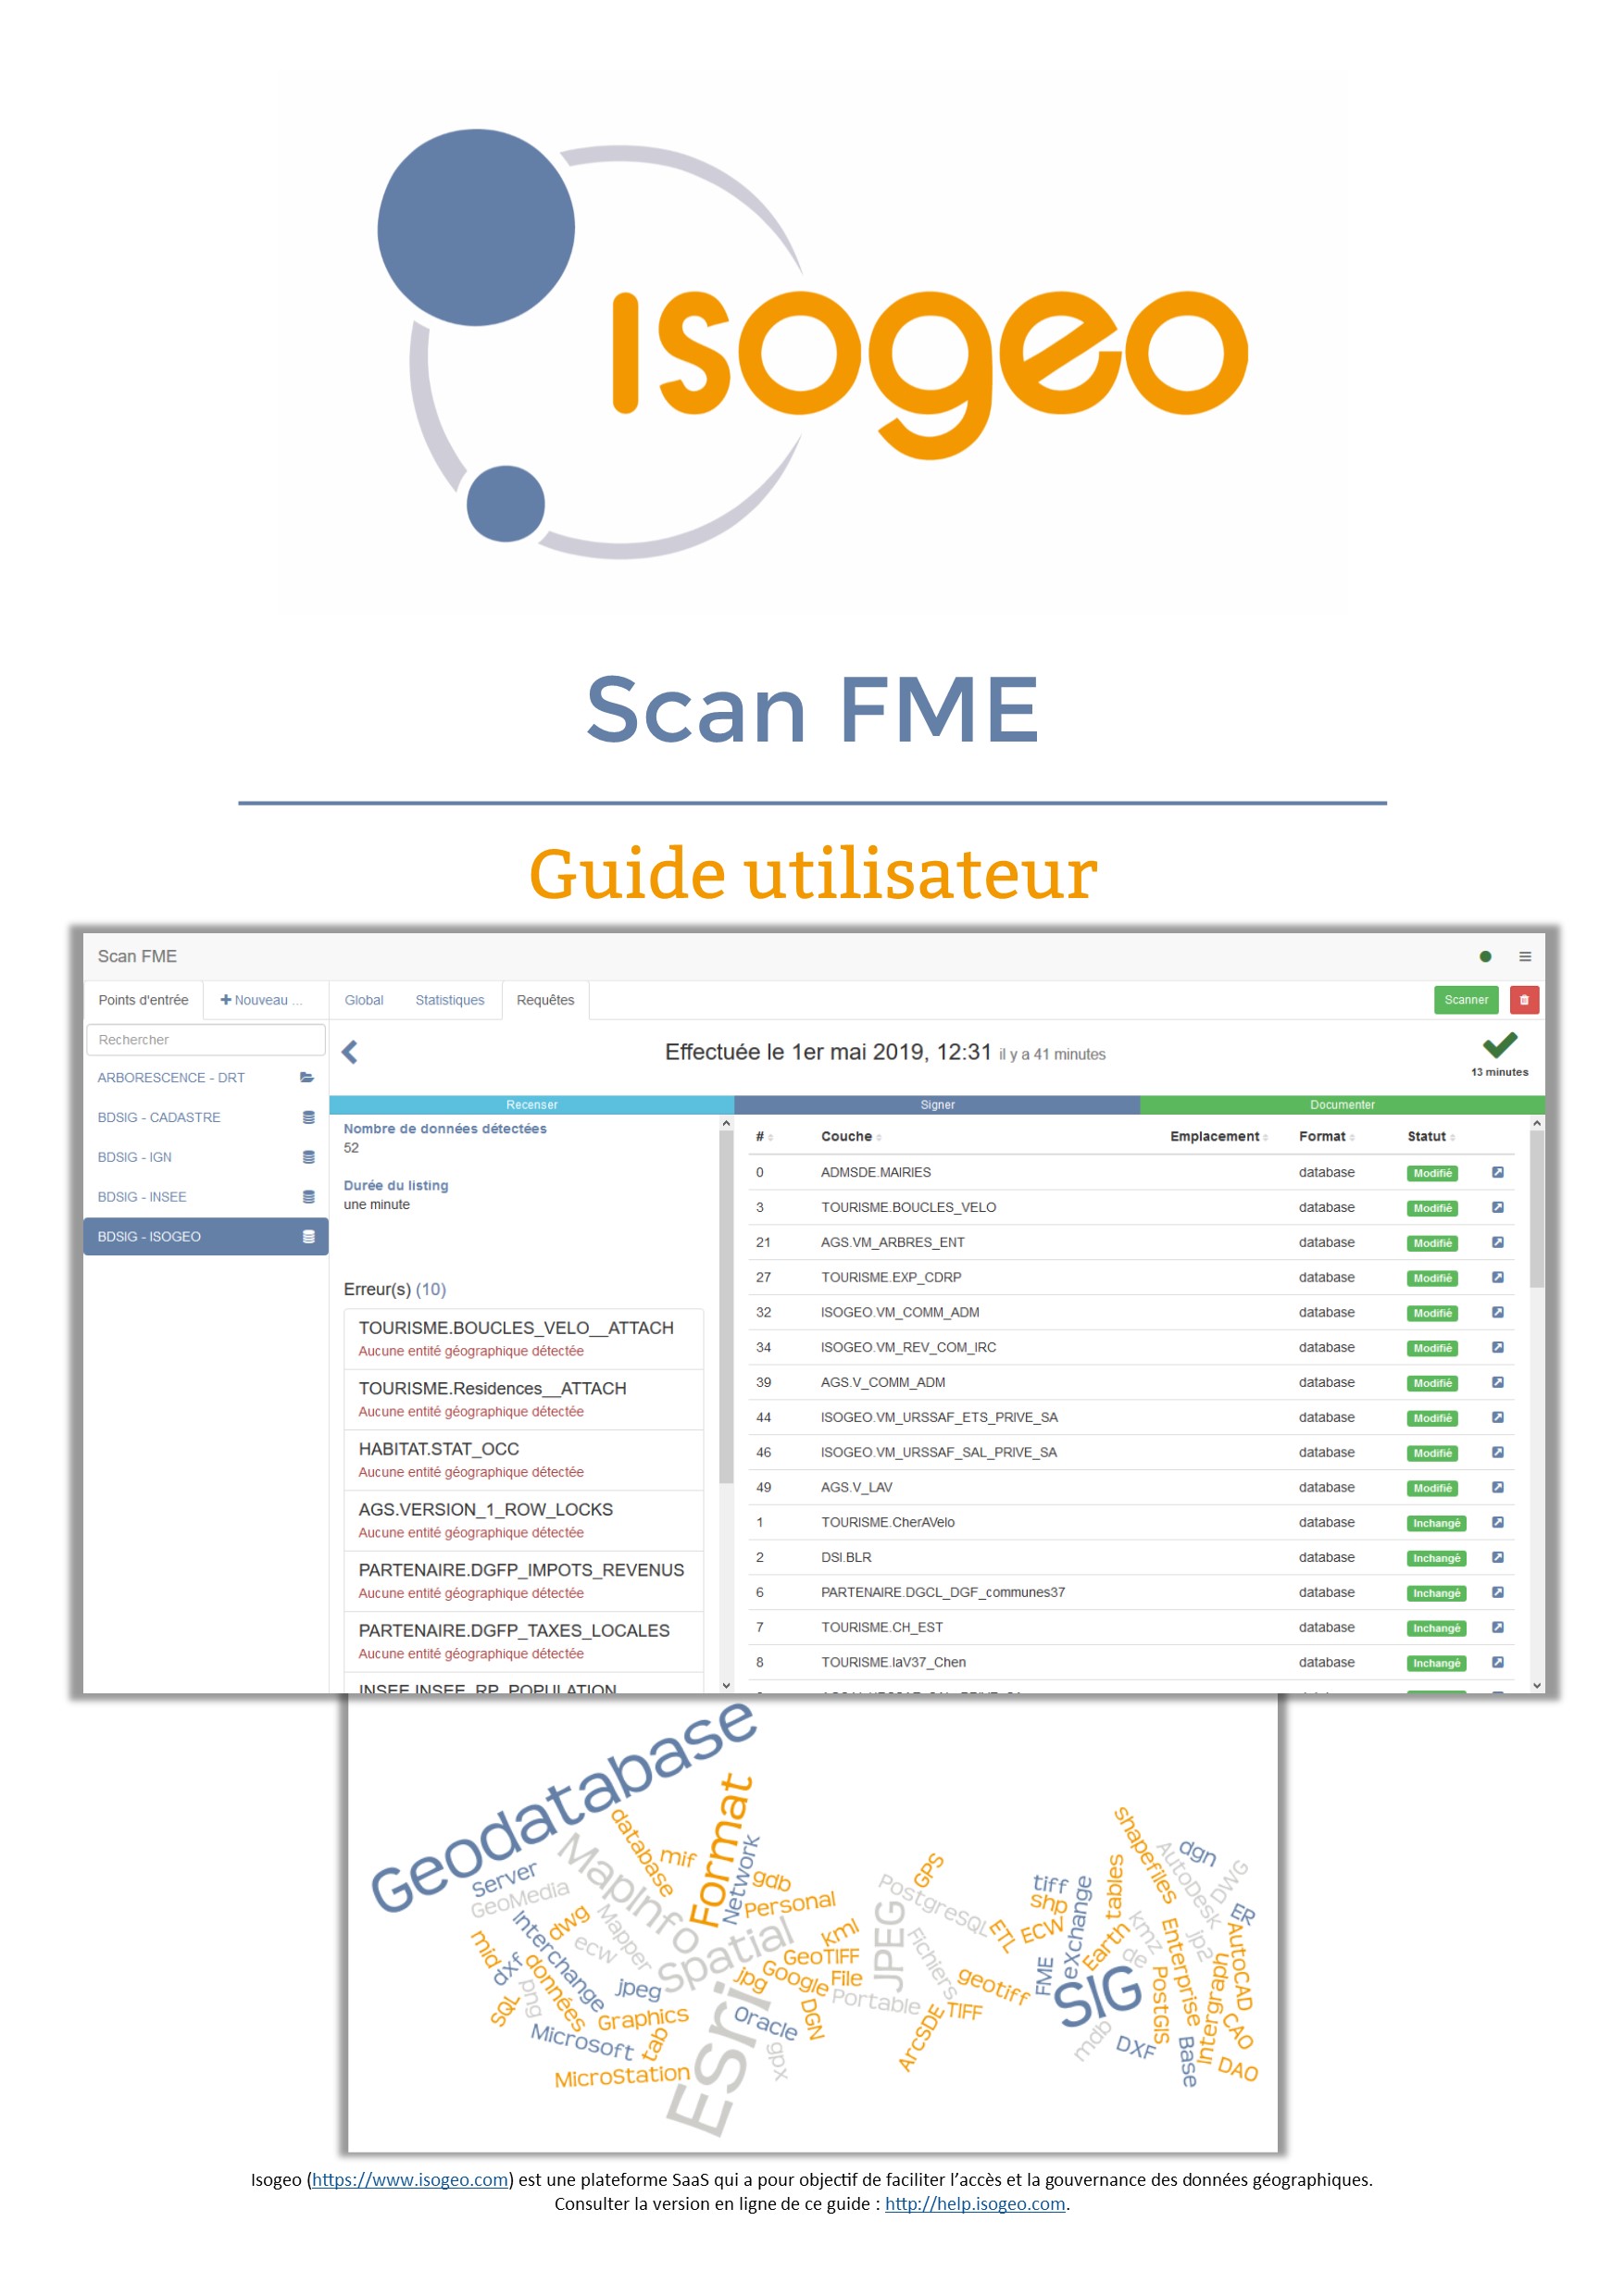 Isogeo
Scan FME
Guide utilisateur
Scan FME
Points d'entrée
Nouveau ...
Global
Statistiques
Requêtes
Scanner
Rechercher
ARBORESCENCE - DRT
BDSIG - CADASTRE
BDSIG - IGN
BDSIG - INSEE
BDSIG - ISOGEO
Effectuée le 1er mai 2019, 12:31 il y a 41 minutes
13 minutes
Recenser
Signer
Documenter
Nombre de données détectées
52
Durée du listing
une minute
Erreur(s) (10)
TOURISME.BOUCLES_VELO__ATTACH
Aucune entité géographique détectée
TOURISME.Residences__ATTACH
Aucune entité géographique détectée
HABITAT.STAT_OCC
Aucune entité géographique détectée
AGS.VERSION_1_ROW_LOCKS
Aucune entité géographique détectée
PARTENAIRE.DGFP_IMPOTS_REVENUS
Aucune entité géographique détectée
PARTENAIRE.DGFP_TAXES_LOCALES
Aucune entité géographique détectée
INSEE.INSEE_RP_POPULATION
# Couche Emplacement Format Statut
0 ADMSDE.MAIRIES database Modifié
3 TOURISME.BOUCLES_VELO database Modifié
21 AGS.VM_ARBRES_ENT database Modifié
27 TOURISME.EXP_CDRP database Modifié
32 ISOGEO.VM_COMM_ADM database Modifié
34 ISOGEO.VM_REV_COM_IRC database Modifié
39 AGS.V_COMM_ADM database Modifié
44 ISOGEO.VM_URSSAF_ETS_PRIVE_SA database Modifié
46 ISOGEO.VM_URSSAF_SAL_PRIVE_SA database Modifié
49 AGS.V_LAV database Modifié
1 TOURISME.CherAVelo database Inchangé
2 DSI.BLR database Inchangé
6 PARTENAIRE.DGCL_DGF_communes37 database Inchangé
7 TOURISME.CH_EST database Inchangé
8 TOURISME.laV37_Chen database Inchangé
Geodatabase
database
Format
mif
Network
gdb
Personal
Server
GeoMedia
MapInfo
Mapper
Interchange
dwg
ecw
mid
dxf
données
png
SQL
jpeg
Graphics
Microsoft
tab
MicroStation
Spatial
Esri
jpg
Google
GeoTIFF
kml
File
Portable
DGN
Oracle
gpx
JPEG
GPS
PostgreSQL
Fichiers
ETL
geotiff
TIFF
ArcSDE
tiff
shp
ECW
exchange
FME
SIG
Earth
tables
kmz
de
mdb
DXF
PostGIS
shapefiles
AutoDesk
dgn
DWG
ER
jp2
Enterprise
Intergraph
AutoCAD
CAO
Base
DAO
Isogeo (https://www.isogeo.com) est une plateforme SaaS qui a pour objectif de faciliter l'accès et la gouvernance des données géographiques.
Consulter la version en ligne de ce guide : http://help.isogeo.com.